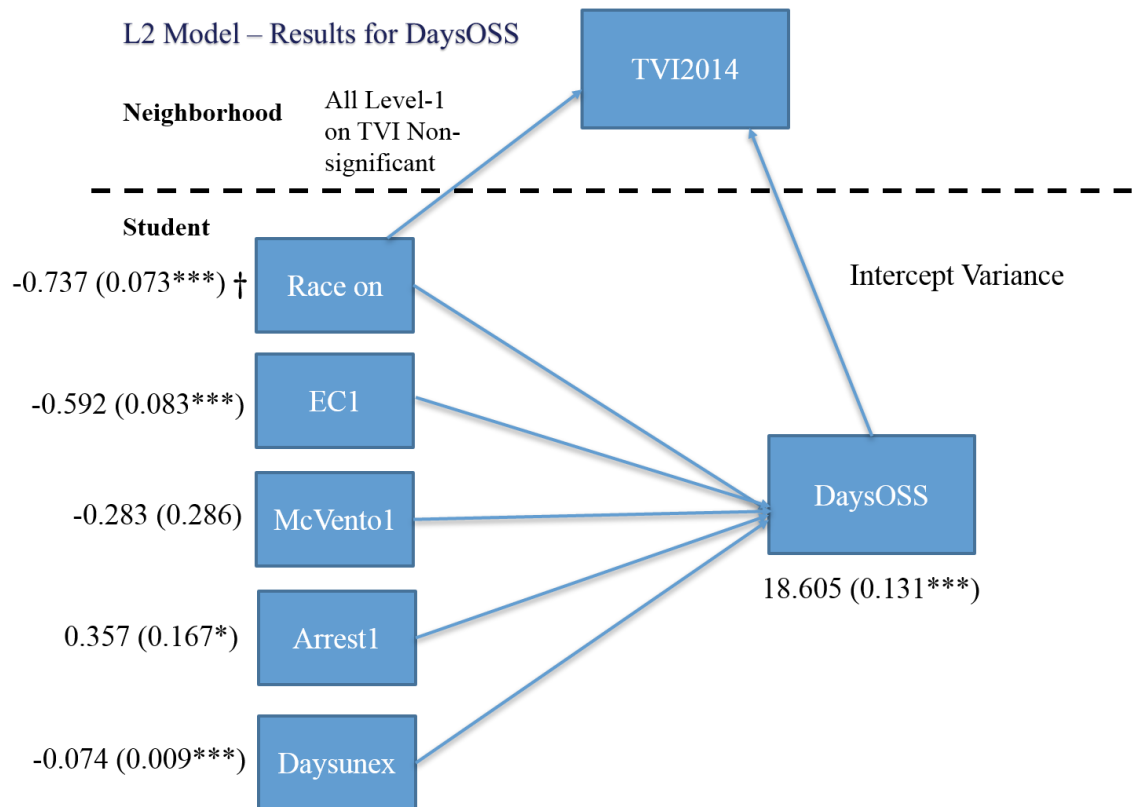 L2 Model – Results for DaysOSS
TVI2014
Neighborhood
All Level-1
on TVI Non-
significant
Student
-0.737 (0.073***) †
Race on
Intercept Variance
-0.592 (0.083***)
EC1
-0.283 (0.286)
McVento1
DaysOSS
18.605 (0.131***)
0.357 (0.167*)
Arrest1
-0.074 (0.009***)
Daysunex